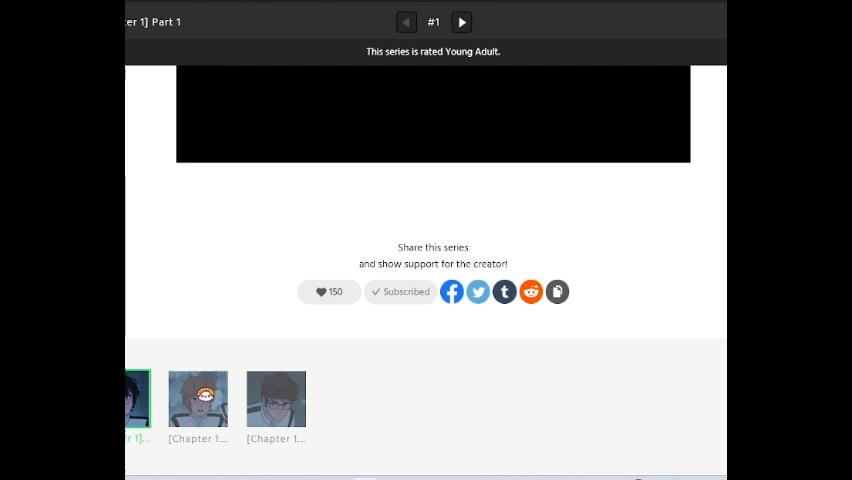 er 1] Part 1
#1
This series is rated Young Adult.
Share this series
and show support for the creator!
150
Subscribed
r 1]...
[Chapter 1...
[Chapter 1...